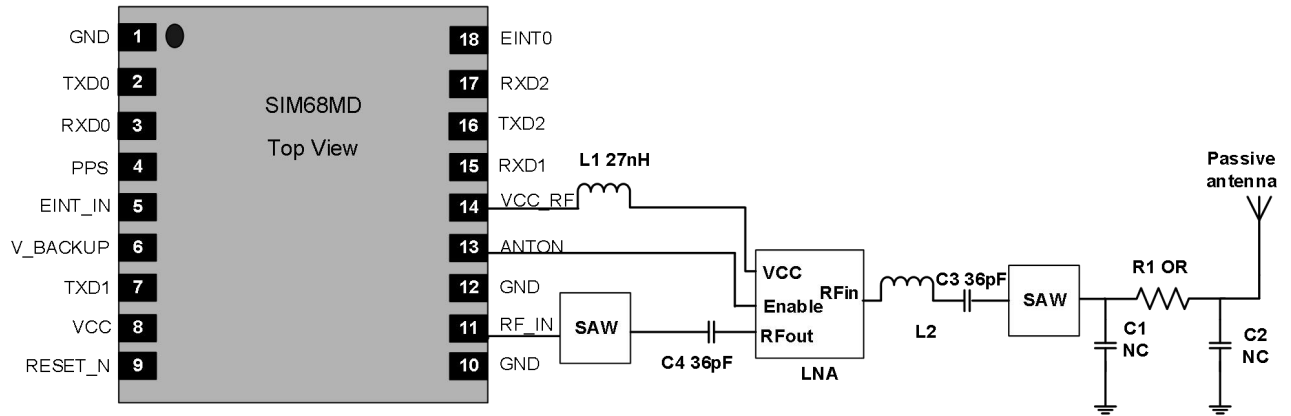 GND 1
TXD0 2
RXD0 3
PPS 4
EINT_IN 5
V_BACKUP 6
TXD1 7
VCC 8
RESET_N 9
SIM68MD
Top View
18 EINT0
17 RXD2
16 TXD2
15 RXD1
14 VCC_RF
13 ANTON
12 GND
11 RF_IN
10 GND
L1 27nH
SAW
C4 36pF
VCC
Enable
RFin
RFout
LNA
L2
C3 36pF
SAW
R1 OR
C1
NC
C2
NC
Passive
antenna